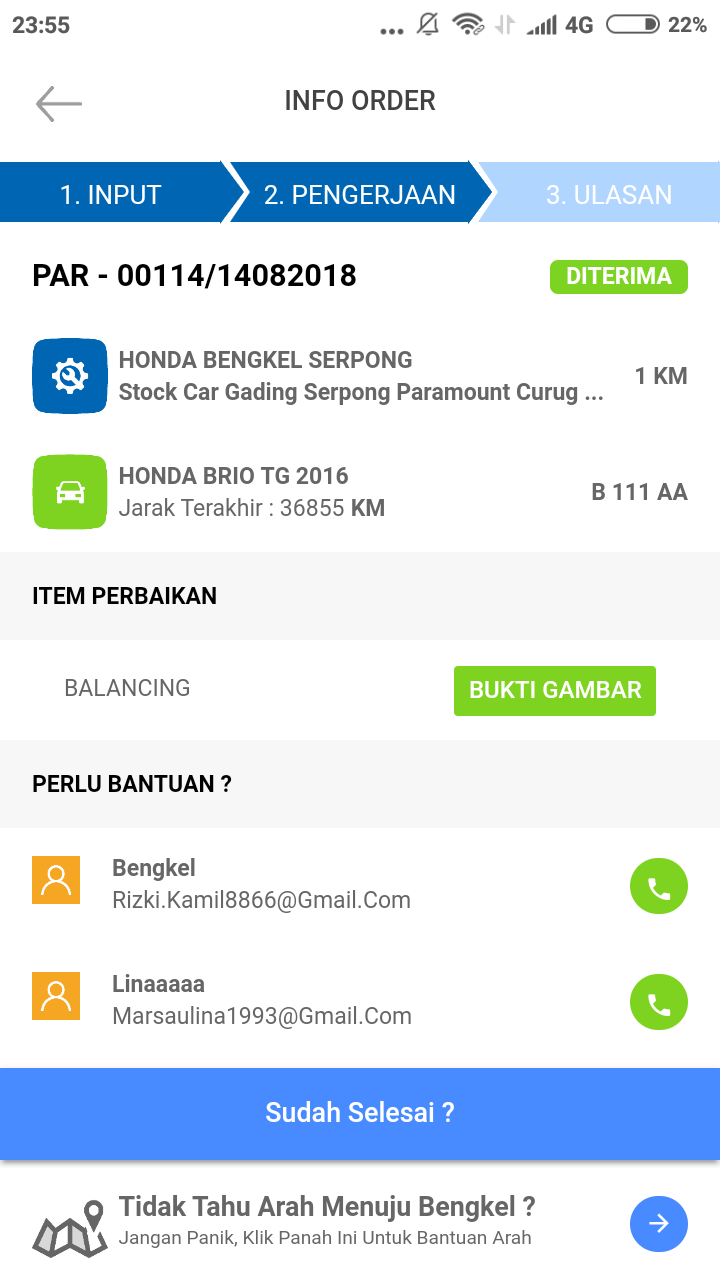 23:55
... 4G 22%
INFO ORDER
1. INPUT 2. PENGERJAAN 3. ULASAN
PAR - 00114/14082018 DITERIMA
HONDA BENGKEL SERPONG
Stock Car Gading Serpong Paramount Curug ... 1 KM
HONDA BRIO TG 2016
Jarak Terakhir : 36855 KM B 111 AA
ITEM PERBAIKAN
BALANCING BUKTI GAMBAR
PERLU BANTUAN ?
Bengkel
Rizki.Kamil8866@Gmail.Com
Linaaaaa
Marsaulina1993@Gmail.Com
Sudah Selesai ?
Tidak Tahu Arah Menuju Bengkel ?
Jangan Panik, Klik Panah Ini Untuk Bantuan Arah